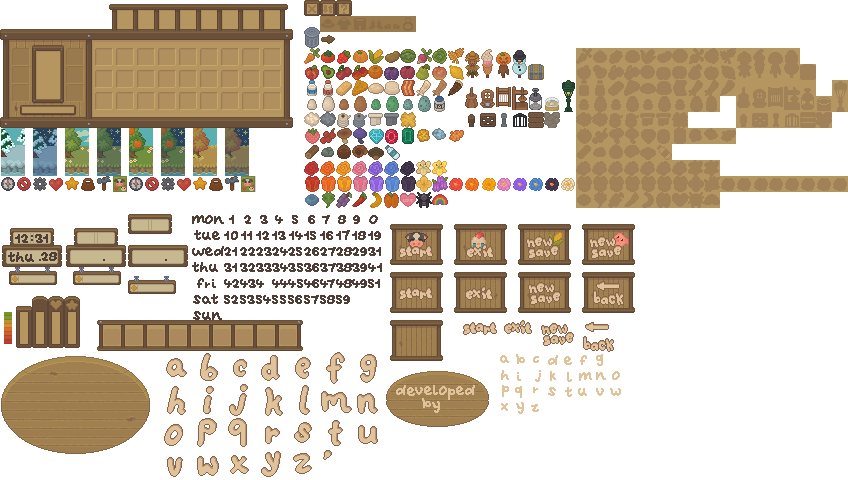 mon 1 2 3 4 5 6 7 8 9 0
tue 10 11 12 13 14 15 16 17 18 19
wed 21 22 23 24 25 26 27 28 29 31
thu 31 32 33 34 35 36 37 38 39 41
fri 42 43 4 44 45 46 47 48 49 51
sat 52 53 54 55 56 57 58 59
sun
12:31
thu .28
start
exit
new
save
new
save
start
exit
new
save
back
start
exit
new
save
back
a b c d e f g
h i j k l m n
o p q r s t u
v w x y z '
developed
by
a b c d e f g
h i j k l m n o
p q r s t u v w
x y z